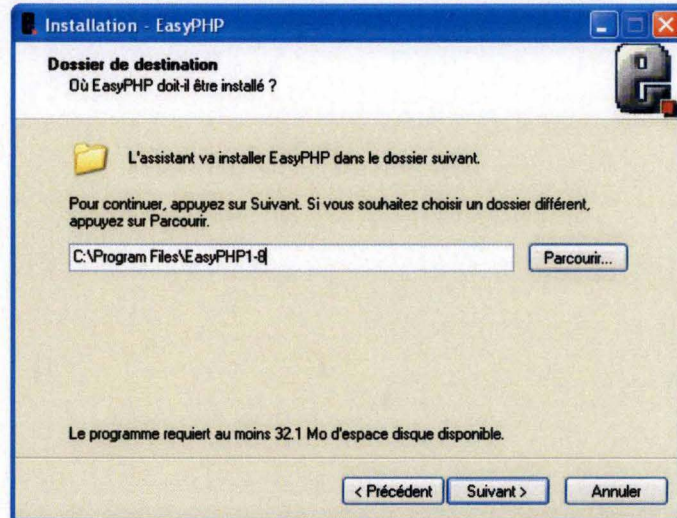 Installation - EasyPHP
Dossier de destination
Où EasyPHP doit-il être installé ?
L'assistant va installer EasyPHP dans le dossier suivant.
Pour continuer, appuyez sur Suivant. Si vous souhaitez choisir un dossier différent,
appuyez sur Parcourir.
C:\Program Files\EasyPHP1-8
Parcourir...
Le programme requiert au moins 32.1 Mo d'espace disque disponible.
< Précédent
Suivant >
Annuler